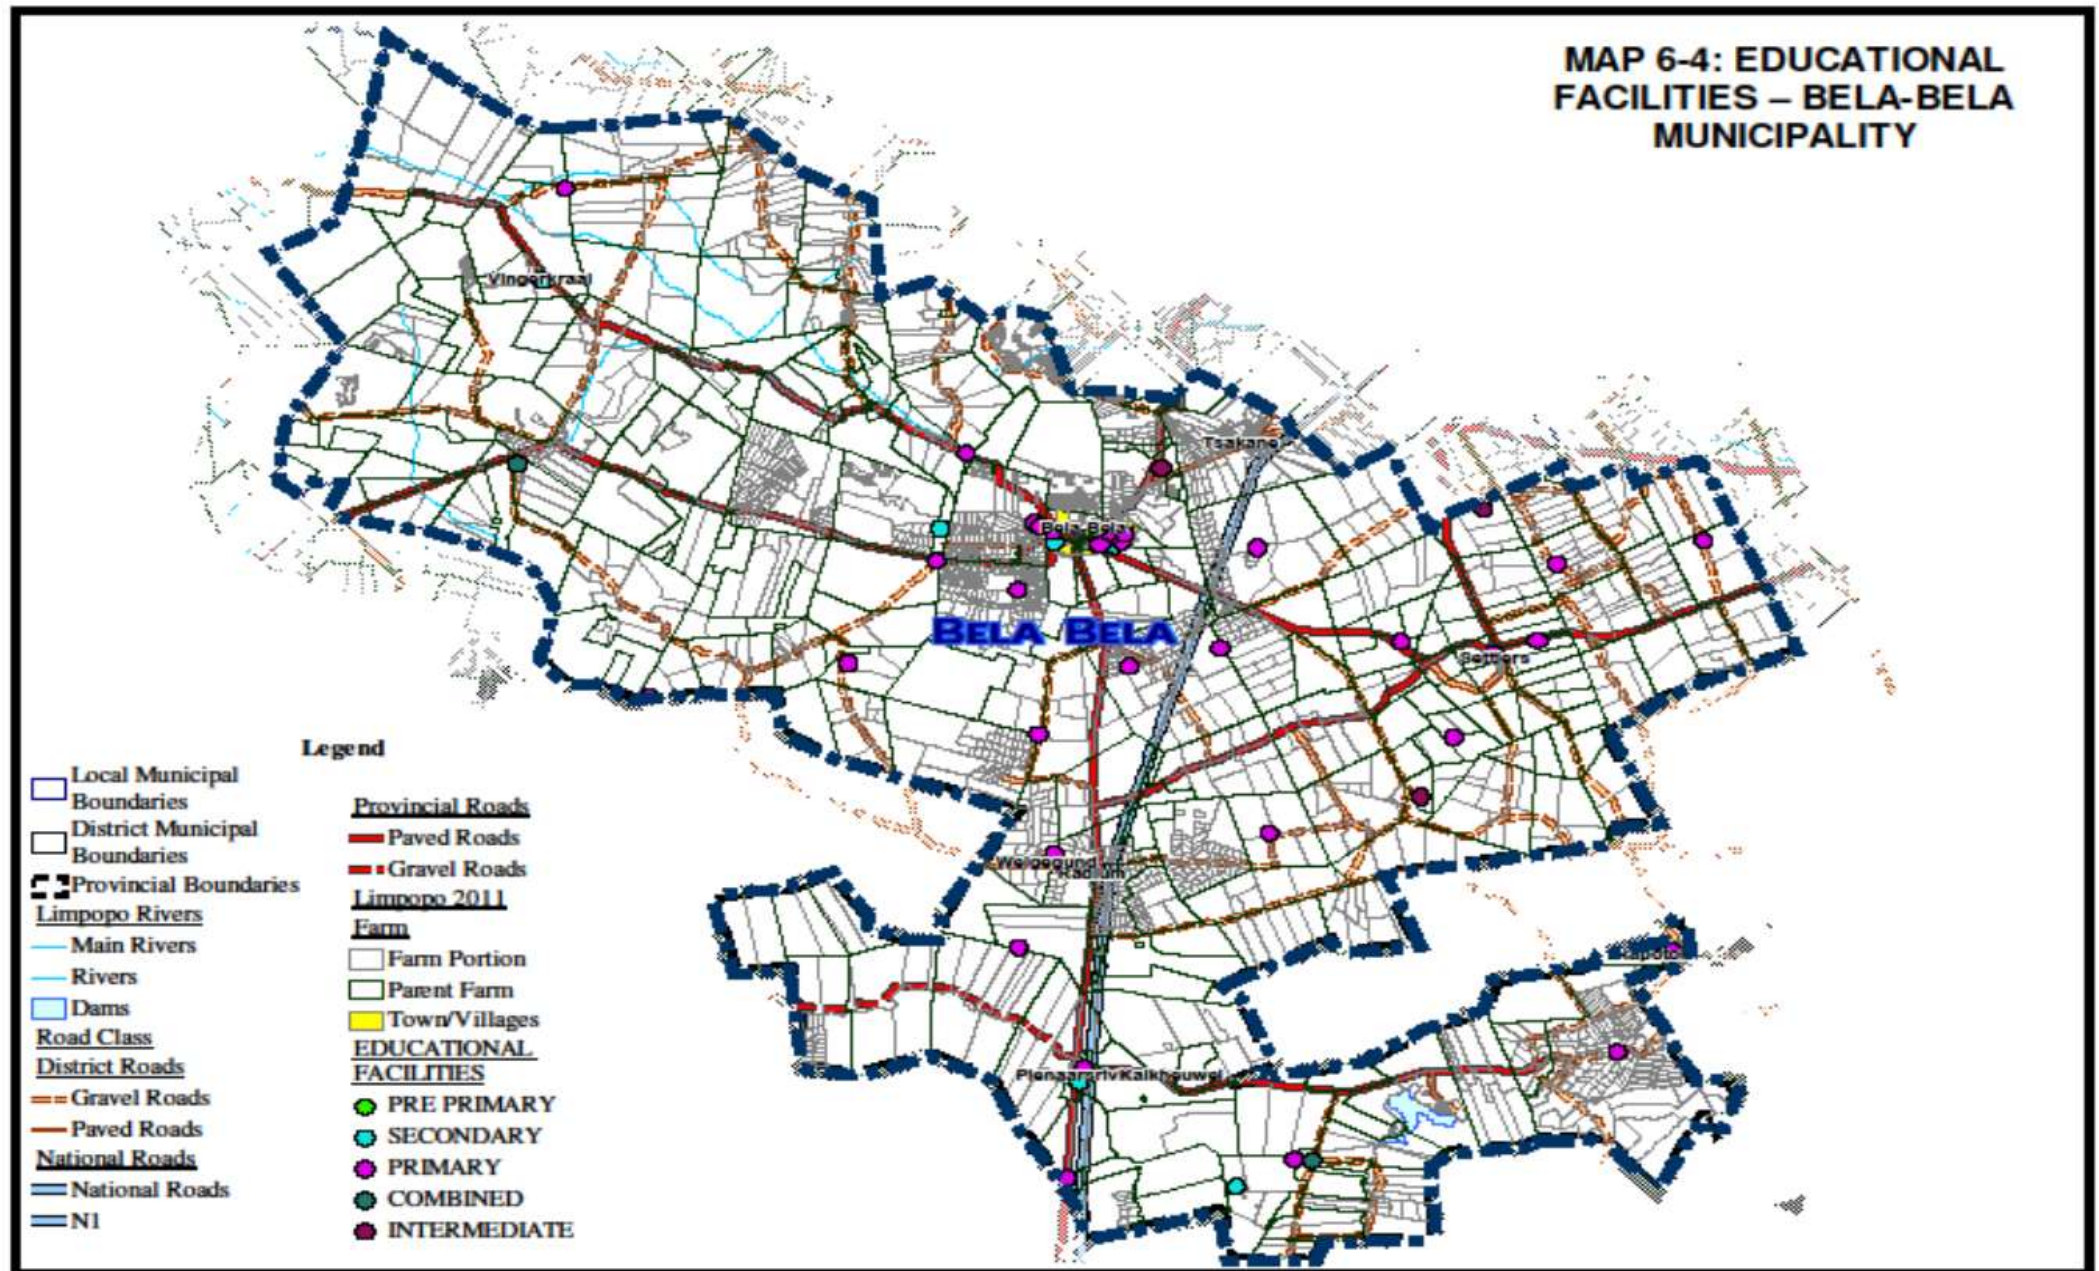 MAP 6-4: EDUCATIONAL
FACILITIES – BELA-BELA
MUNICIPALITY
Vingerkraal
Tsakane
Bela-Bela
BELA BELA
Settlers
Radium
Legend
Local Municipal
Boundaries
District Municipal
Boundaries
Provincial Boundaries
Limpopo Rivers
Main Rivers
Rivers
Dams
Road Class
District Roads
Gravel Roads
Paved Roads
National Roads
National Roads
N1
Provincial Roads
Paved Roads
Gravel Roads
Limpopo 2011
Farm
Farm Portion
Parent Farm
Town/Villages
EDUCATIONAL
FACILITIES
PRE PRIMARY
SECONDARY
PRIMARY
COMBINED
INTERMEDIATE